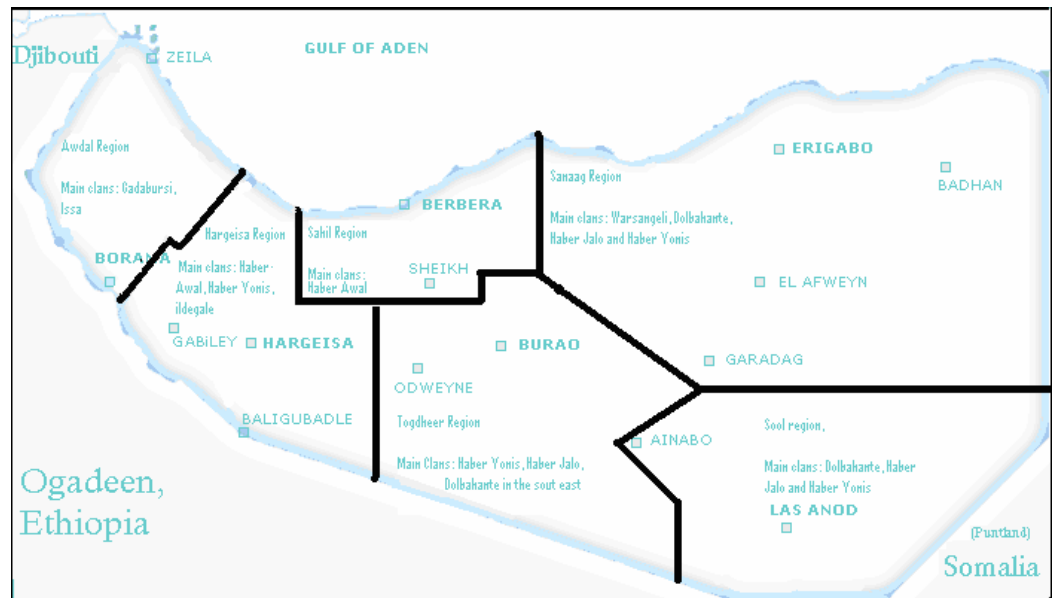 GULF OF ADEN
Djibouti
ZEILA
Awdal Region
Main clans: Gadabursi,
Issa
BORAMA
Hargeisa Region
Main clans: Haber-
Awal, Haber Yonis,
ildegale
GABiLEY
HARGEISA
BALIGUBADLE
BERBERA
Sahil Region
SHEIKH
Main clans:
Haber Awal
Sanaag Region
Main clans: Warsangeli, Dolbahante,
Haber Jalo and Haber Yonis
ERIGABO
BADHAN
EL AFWEYN
GARADAG
BURAO
ODWEYNE
Togdheer Region
Main Clans: Haber Yonis, Haber Jalo,
Dolbahante in the sout east
AINABO
Sool region,
Main clans: Dolbahante, Haber
Jalo and Haber Yonis
LAS ANOD
Ogadeen,
Ethiopia
(Puntland)
Somalia